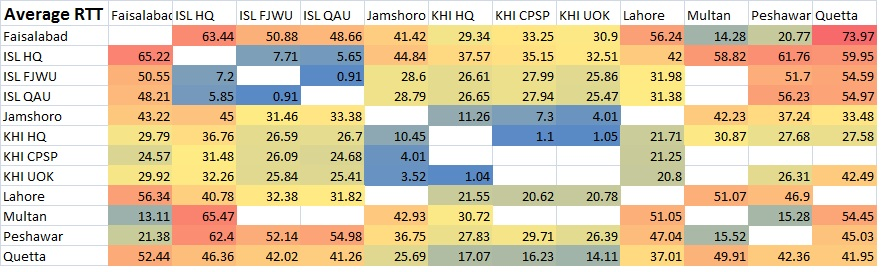 Average RTT Faisalabad ISL HQ ISL FJWU ISL QAU Jamshoro KHI HQ KHI CPSP KHI UOK Lahore Multan Peshawar Quetta
Faisalabad 63.44 50.88 48.66 41.42 29.34 33.25 30.9 56.24 14.28 20.77 73.97
ISL HQ 65.22 7.71 5.65 44.84 37.57 35.15 32.51 42 58.82 61.76 59.95
ISL FJWU 50.55 7.2 0.91 28.6 26.61 27.99 25.86 31.98 51.7 54.59
ISL QAU 48.21 5.85 0.91 28.79 26.65 27.94 25.47 31.38 56.23 54.97
Jamshoro 43.22 45 31.46 33.38 11.26 7.3 4.01 42.23 37.24 33.48
KHI HQ 29.79 36.76 26.59 26.7 10.45 1.1 1.05 21.71 30.87 27.68 27.58
KHI CPSP 24.57 31.48 26.09 24.68 4.01 21.25
KHI UOK 29.92 32.26 25.84 25.41 3.52 1.04 20.8 26.31 42.49
Lahore 56.34 40.78 32.38 31.82 21.55 20.62 20.78 51.07 46.9
Multan 13.11 65.47 42.93 30.72 51.05 15.28 54.45
Peshawar 21.38 62.4 52.14 54.98 36.75 27.83 29.71 26.39 47.04 15.52 45.03
Quetta 52.44 46.36 42.02 41.26 25.69 17.07 16.23 14.11 37.01 49.91 42.36 41.95